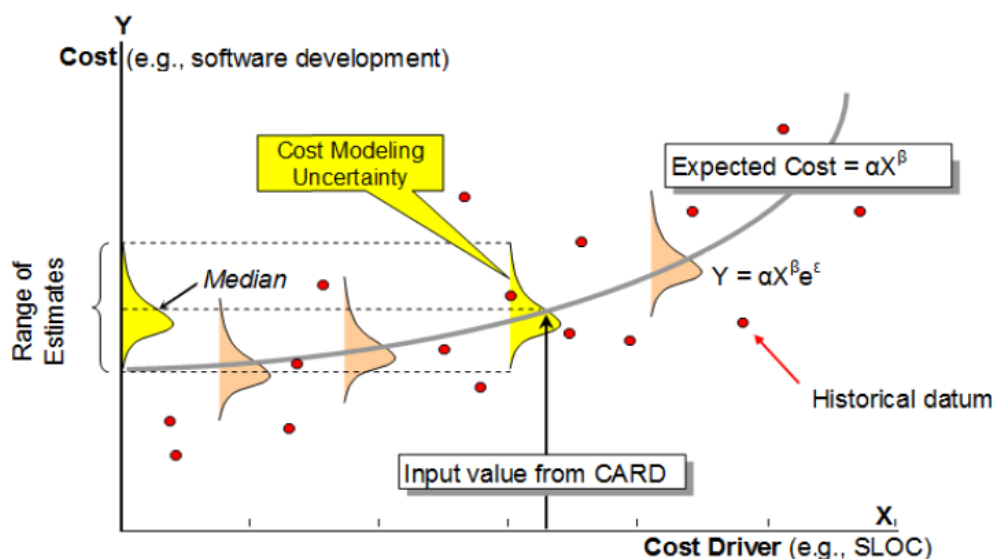 Y
Cost (e.g., software development)
Cost Modeling
Uncertainty
Expected Cost = αX^β
Range of
Estimates
Median
Y = αX^βe^ε
Historical datum
Input value from CARD
X
Cost Driver (e.g., SLOC)